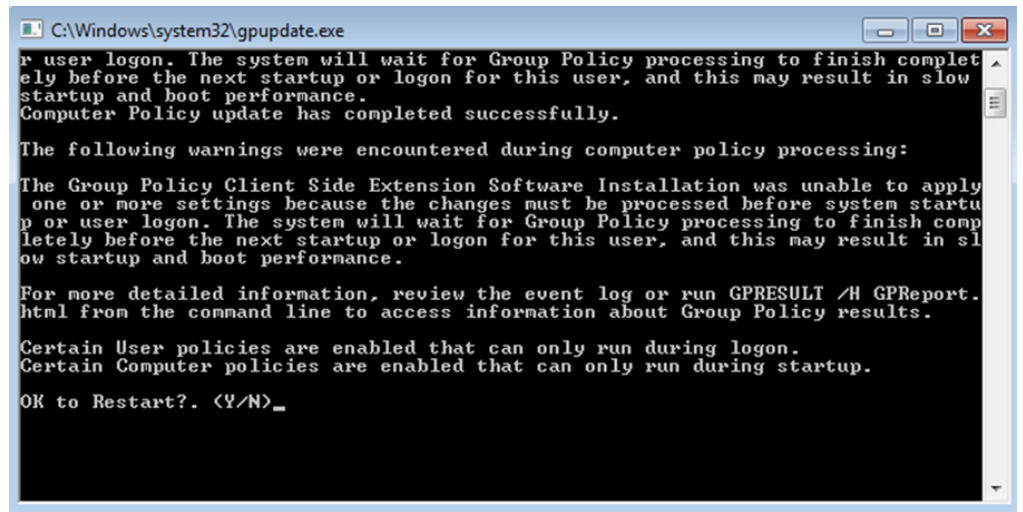 C:\Windows\system32\gpupdate.exe
r user logon. The system will wait for Group Policy processing to finish complet
ely before the next startup or logon for this user, and this may result in slow
startup and boot performance.
Computer Policy update has completed successfully.
The following warnings were encountered during computer policy processing:
The Group Policy Client Side Extension Software Installation was unable to apply
 one or more settings because the changes must be processed before system startu
p or user logon. The system will wait for Group Policy processing to finish comp
letely before the next startup or logon for this user, and this may result in sl
ow startup and boot performance.
For more detailed information, review the event log or run GPRESULT /H GPReport.
html from the command line to access information about Group Policy results.
Certain User policies are enabled that can only run during logon.
Certain Computer policies are enabled that can only run during startup.
OK to Restart?. (Y/N)_